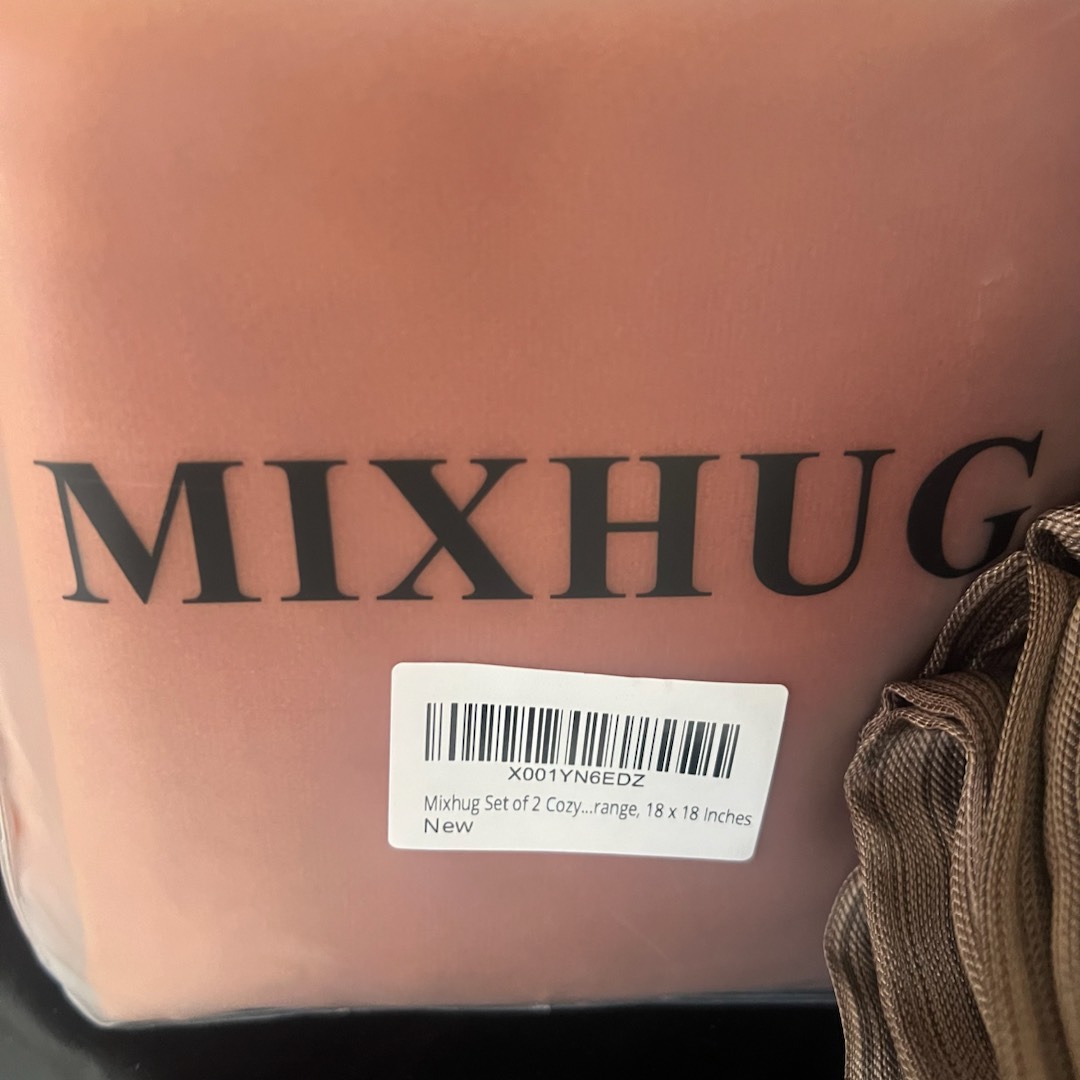 MIXHUG
X001YN6EDZ
Mixhug Set of 2 Cozy...range, 18 x 18 Inches
New